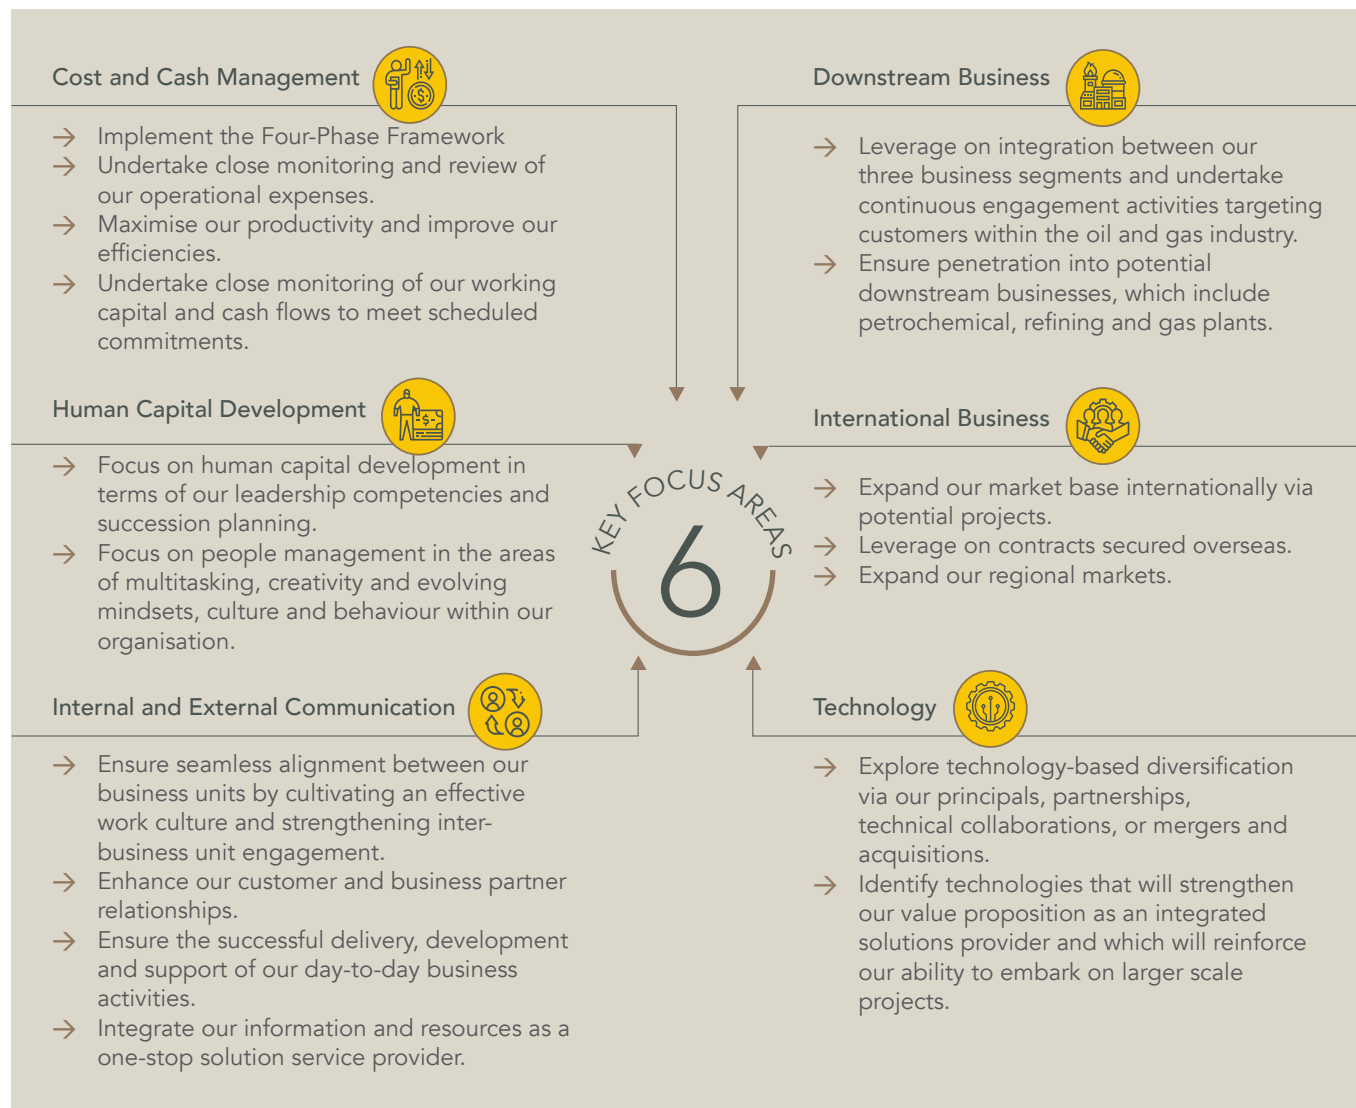 Cost and Cash Management
→ Implement the Four-Phase Framework
→ Undertake close monitoring and review of
our operational expenses.
→ Maximise our productivity and improve our
efficiencies.
→ Undertake close monitoring of our working
capital and cash flows to meet scheduled
commitments.
Human Capital Development
→ Focus on human capital development in
terms of our leadership competencies and
succession planning.
→ Focus on people management in the areas
of multitasking, creativity and evolving
mindsets, culture and behaviour within our
organisation.
Internal and External Communication
→ Ensure seamless alignment between our
business units by cultivating an effective
work culture and strengthening inter-
business unit engagement.
→ Enhance our customer and business partner
relationships.
→ Ensure the successful delivery, development
and support of our day-to-day business
activities.
→ Integrate our information and resources as a
one-stop solution service provider.
KEY FOCUS AREAS
6
Downstream Business
→ Leverage on integration between our
three business segments and undertake
continuous engagement activities targeting
customers within the oil and gas industry.
→ Ensure penetration into potential
downstream businesses, which include
petrochemical, refining and gas plants.
International Business
→ Expand our market base internationally via
potential projects.
→ Leverage on contracts secured overseas.
→ Expand our regional markets.
Technology
→ Explore technology-based diversification
via our principals, partnerships,
technical collaborations, or mergers and
acquisitions.
→ Identify technologies that will strengthen
our value proposition as an integrated
solutions provider and which will reinforce
our ability to embark on larger scale
projects.